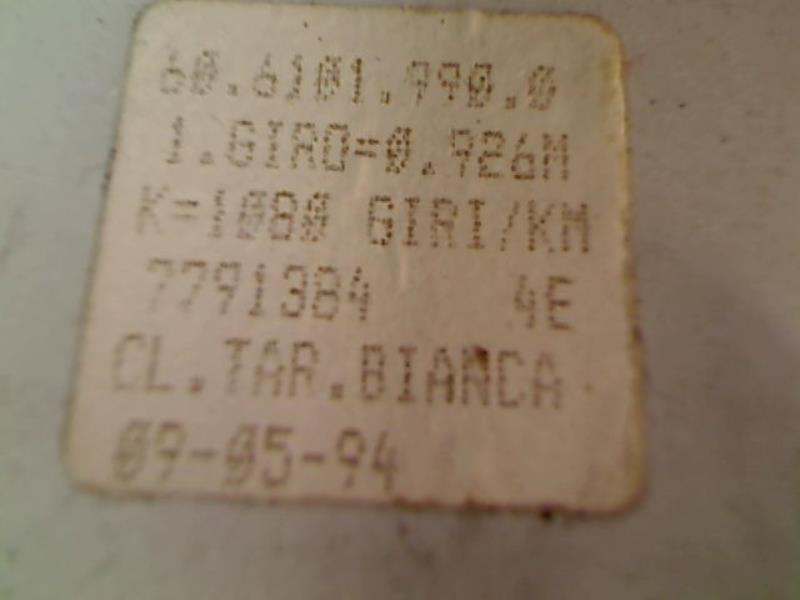 60.6101.990.0
1.GIRO=0.926M
K=1080 GIRI/KM
7791384 4E
CL.TAR.BIANCA
09-05-94